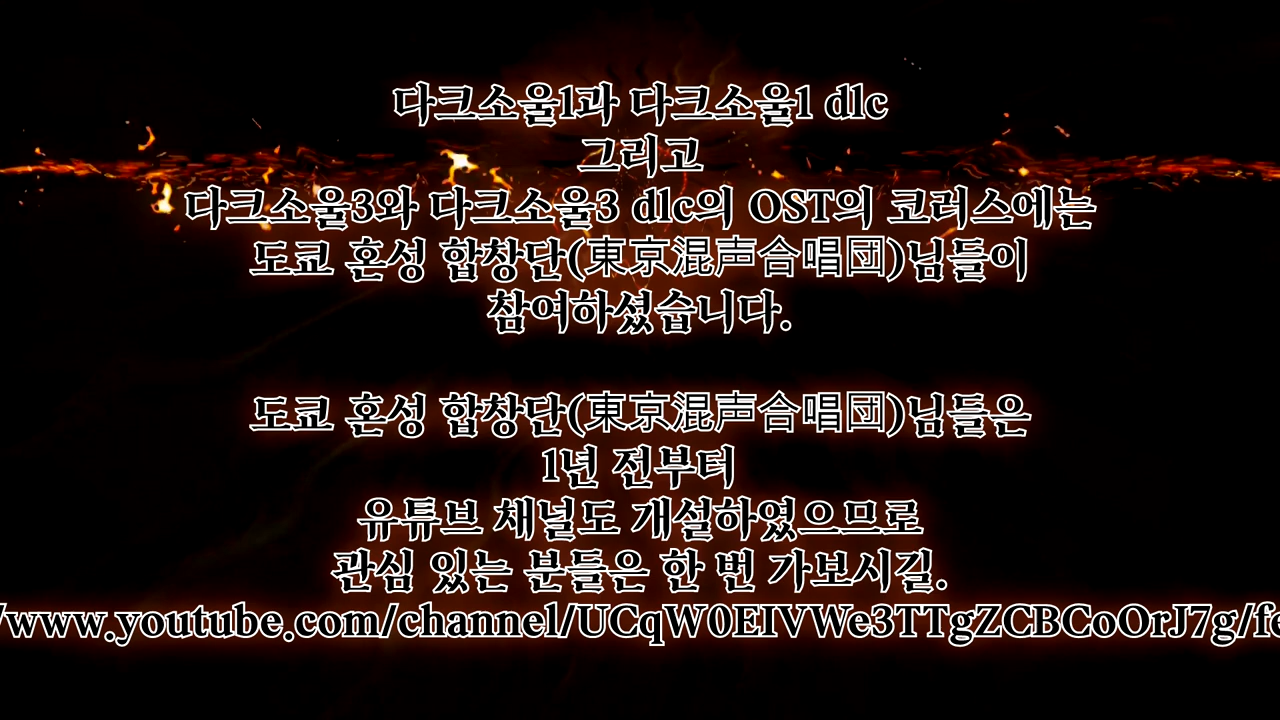 다크소울1과 다크소울1 dlc
그리고
다크소울3와 다크소울3 dlc의 OST의 코러스에는
도쿄 혼성 합창단(東京混声合唱団)님들이
참여하셨습니다.
도쿄 혼성 합창단(東京混声合唱団)님들은
1년 전부터
유튜브 채널도 개설하였으므로
관심 있는 분들은 한 번 가보시길.
/www.youtube.com/channel/UCqW0EIVWe3TTgZCBCoOrJ7g/fe